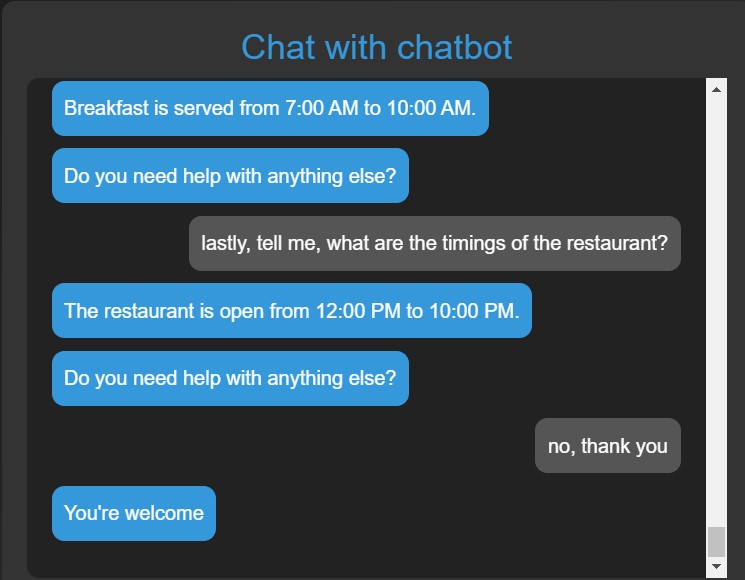 Chat with chatbot
Breakfast is served from 7:00 AM to 10:00 AM.
Do you need help with anything else?
lastly, tell me, what are the timings of the restaurant?
The restaurant is open from 12:00 PM to 10:00 PM.
Do you need help with anything else?
no, thank you
You're welcome